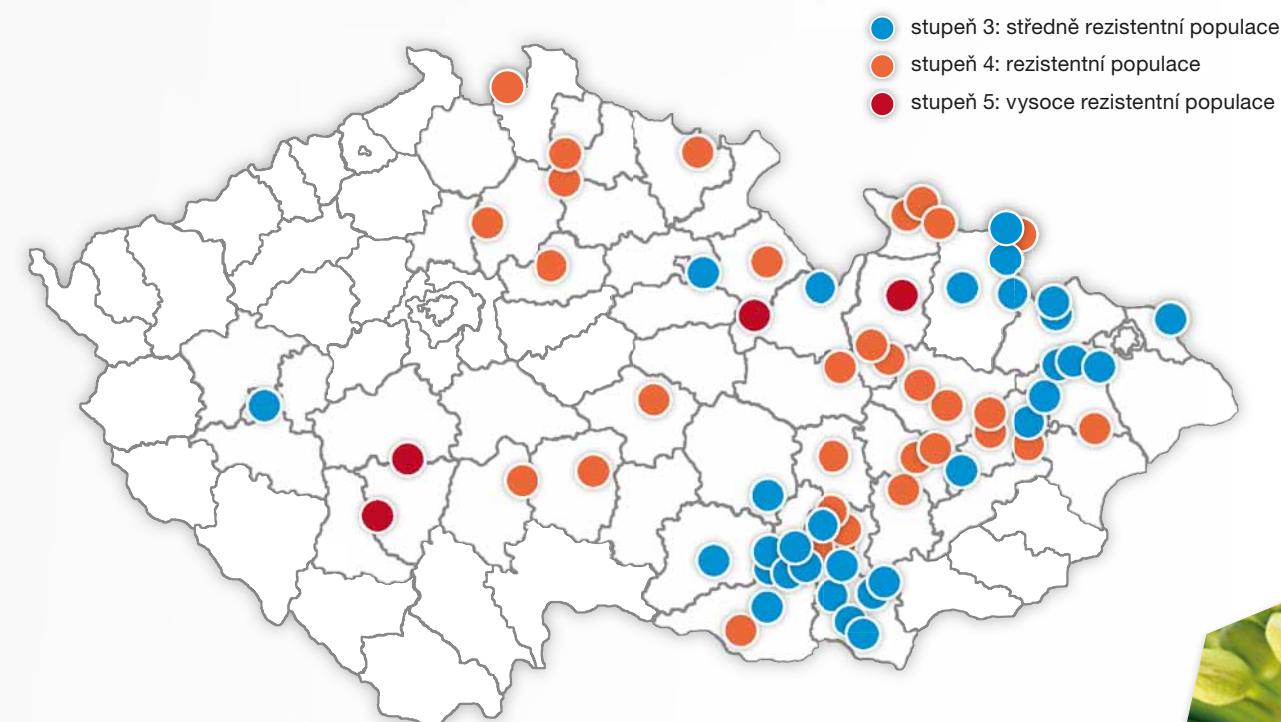 stupeň 3: středně rezistentní populace
stupeň 4: rezistentní populace
stupeň 5: vysoce rezistentní populace